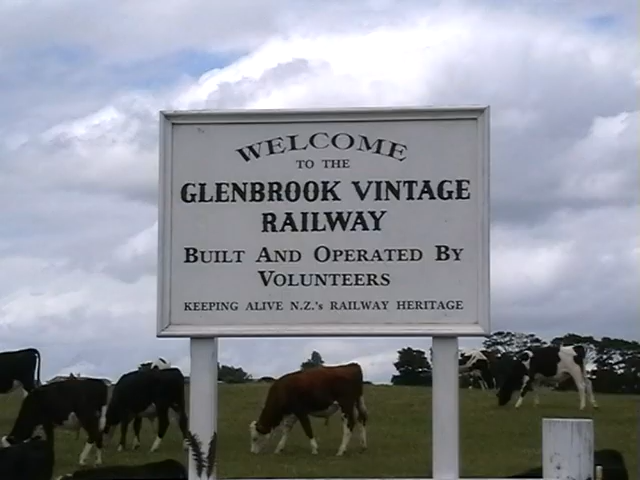 WELCOME
TO THE
GLENBROOK VINTAGE
RAILWAY
BUILT AND OPERATED BY
VOLUNTEERS
KEEPING ALIVE N.Z.'s RAILWAY HERITAGE